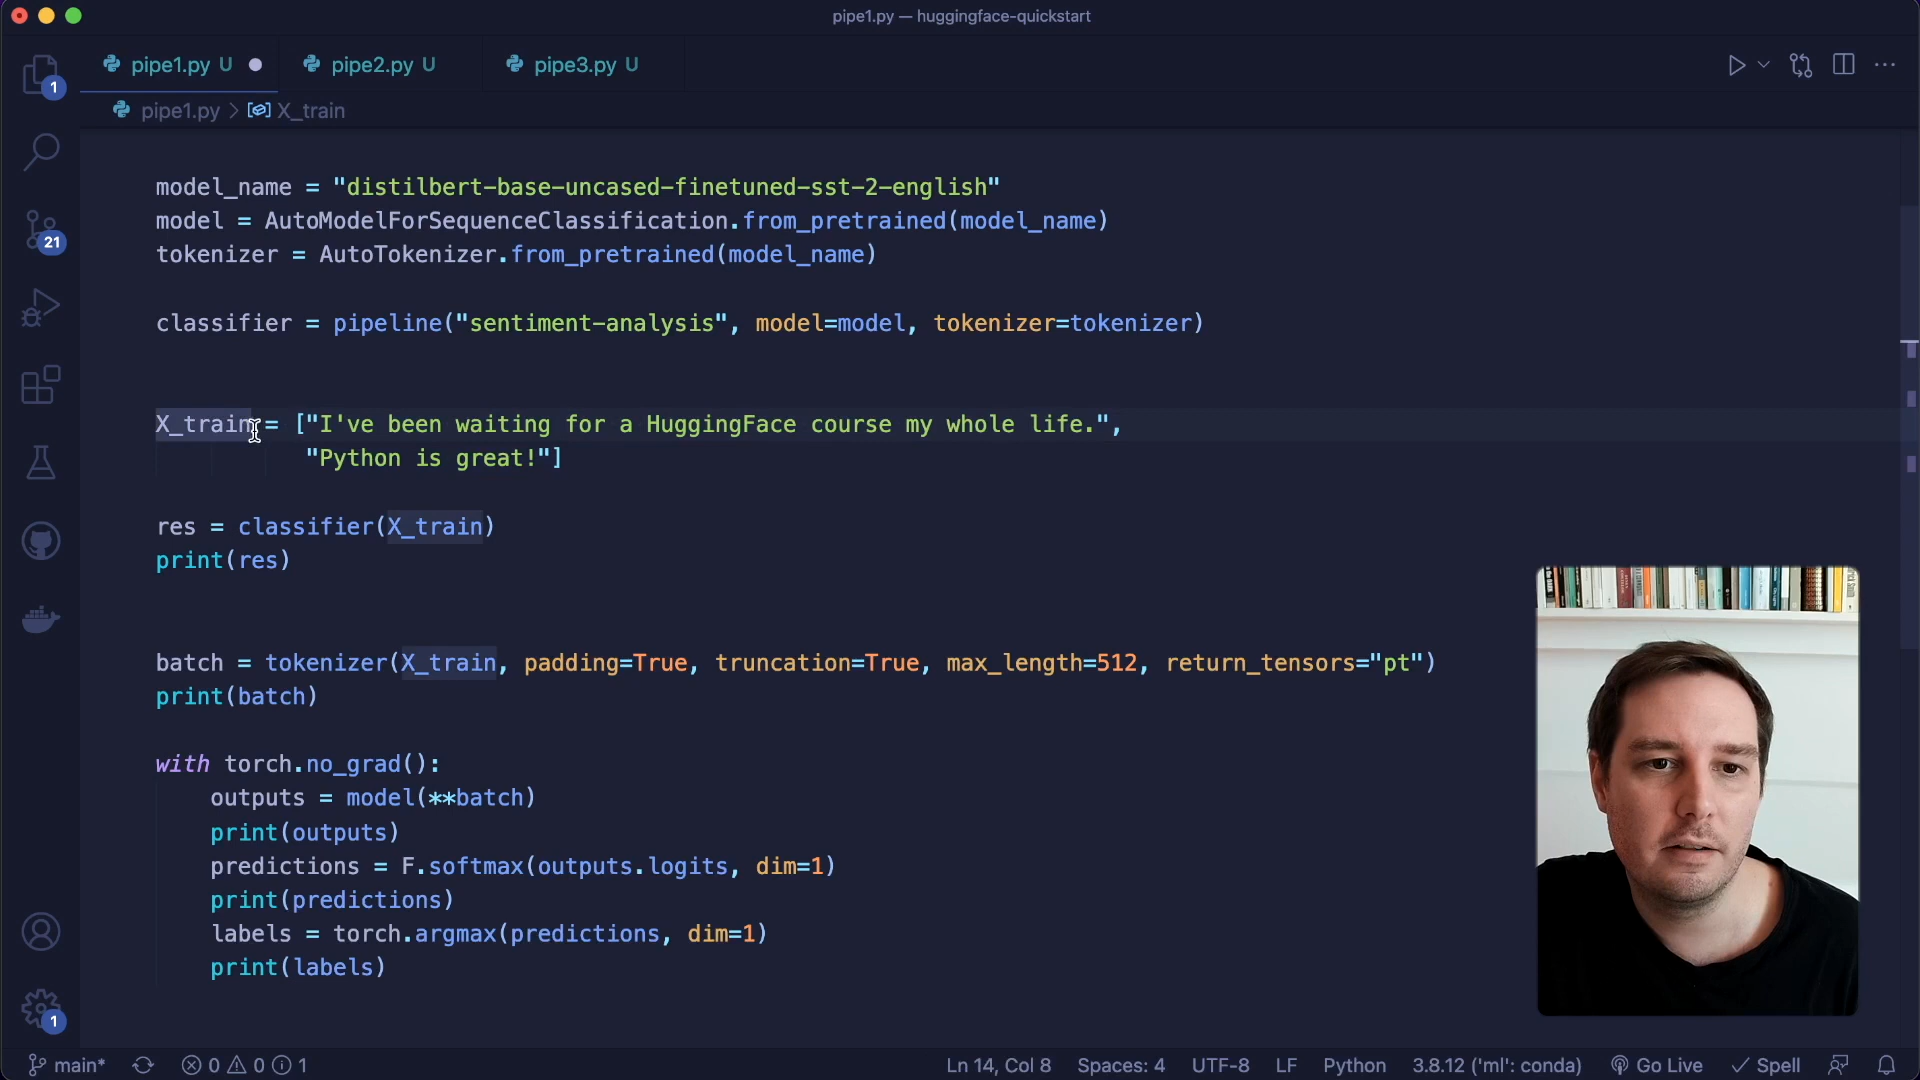 pipe1.py — huggingface-quickstart
pipe1.py U
pipe2.py U
pipe3.py U
pipe1.py > X_train
model_name = "distilbert-base-uncased-finetuned-sst-2-english"
model = AutoModelForSequenceClassification.from_pretrained(model_name)
tokenizer = AutoTokenizer.from_pretrained(model_name)
classifier = pipeline("sentiment-analysis", model=model, tokenizer=tokenizer)
X_train = ["I've been waiting for a HuggingFace course my whole life.",
"Python is great!"]
res = classifier(X_train)
print(res)
batch = tokenizer(X_train, padding=True, truncation=True, max_length=512, return_tensors="pt")
print(batch)
with torch.no_grad():
outputs = model(**batch)
print(outputs)
predictions = F.softmax(outputs.logits, dim=1)
print(predictions)
labels = torch.argmax(predictions, dim=1)
print(labels)
1
21
1
main* 0 0 1 Ln 14, Col 8 Spaces: 4 UTF-8 LF Python 3.8.12 ('ml': conda) Go Live Spell